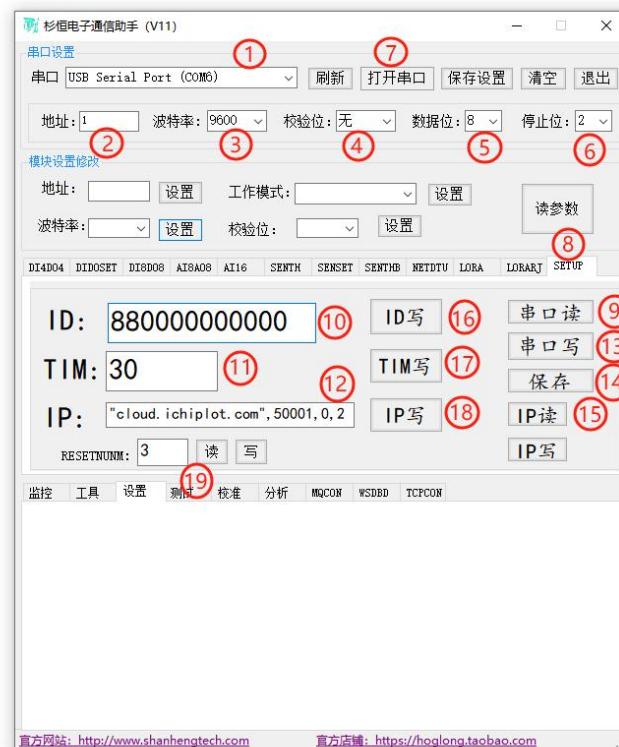 杉恒电子通信助手 (V11)
串口设置
① ⑦
串口 USB Serial Port (COM6) 刷新 打开串口 保存设置 清空 退出
地址: 1 波特率: 9600 校验位: 无 数据位: 8 停止位: 2
② ③ ④ ⑤ ⑥
模块设置修改
地址: 设置 工作模式: 设置
读参数
波特率: 设置 校验位: 设置
⑧
DI4DO4 DIDOSET DI8DO8 AI8AO8 AI16 SENTH SENSET SENTHB NETDTU LORA LORARJ SETUP
ID: 880000000000 ⑩ ID写 ⑯ 串口读 ⑨
串口写 ⑬
TIM: 30 ⑪ TIM写 ⑰
⑫ 保存 ⑭
IP: "cloud.ichiplot.com",50001,0,2 IP写 ⑱ IP读 ⑮
RESETNUNM: 3 读 写 IP写
监控 工具 设置 测试 ⑲ 校准 分析 MQCON WSDBD TCPCON
官方网站: http://www.shanhengtech.com 官方店铺: https://hoglong.taobao.com